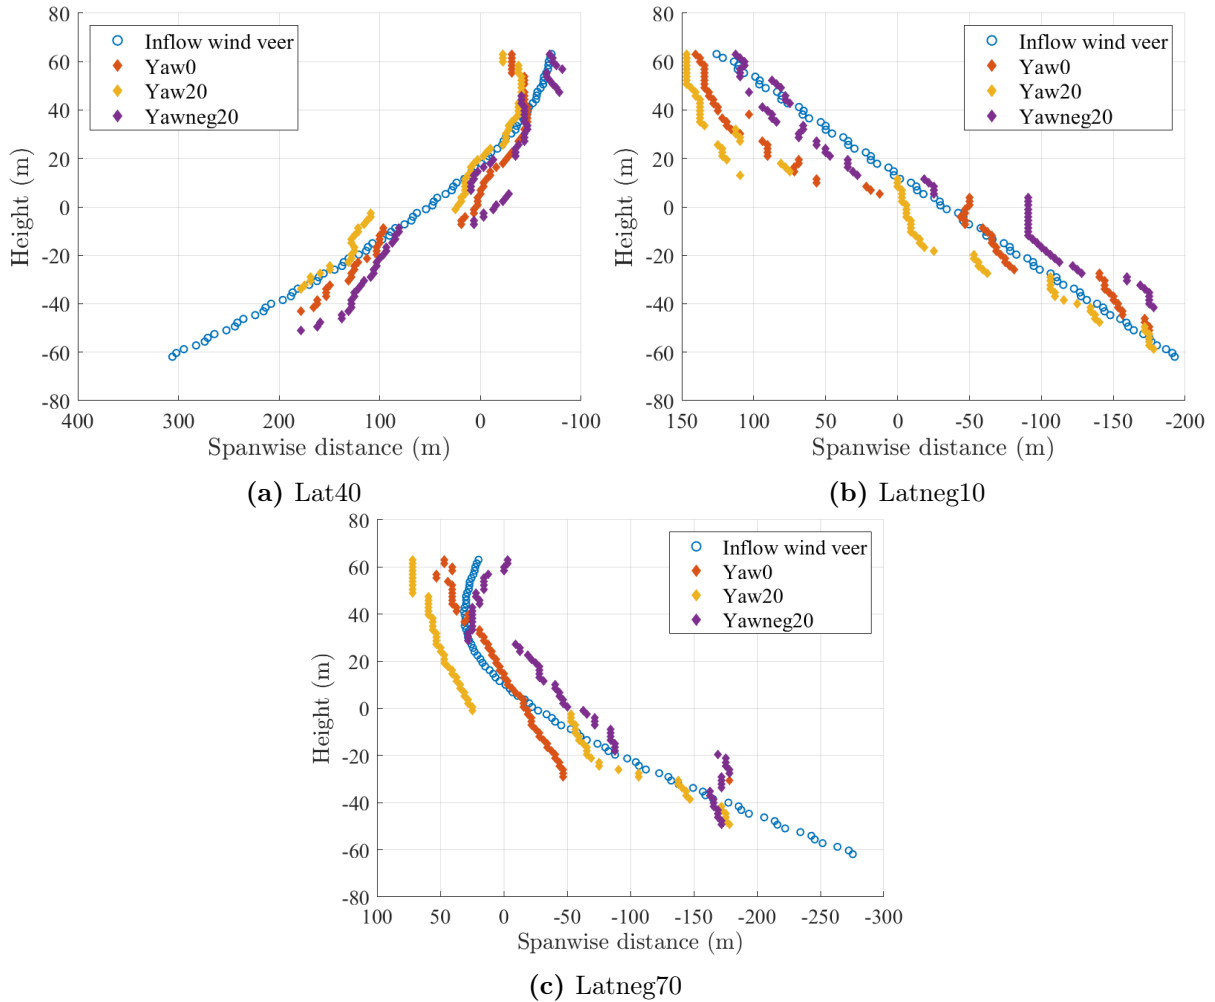 80
60
40
20
0
-20
-40
-60
-80
Height (m)
Inflow wind veer
Yaw0
Yaw20
Yawneg20
400 300 200 100 0 -100
Spanwise distance (m)
(a) Lat40
80
60
40
20
0
-20
-40
-60
-80
Height (m)
Inflow wind veer
Yaw0
Yaw20
Yawneg20
150 100 50 0 -50 -100 -150 -200
Spanwise distance (m)
(b) Latneg10
80
60
40
20
0
-20
-40
-60
-80
Height (m)
Inflow wind veer
Yaw0
Yaw20
Yawneg20
100 50 0 -50 -100 -150 -200 -250 -300
Spanwise distance (m)
(c) Latneg70